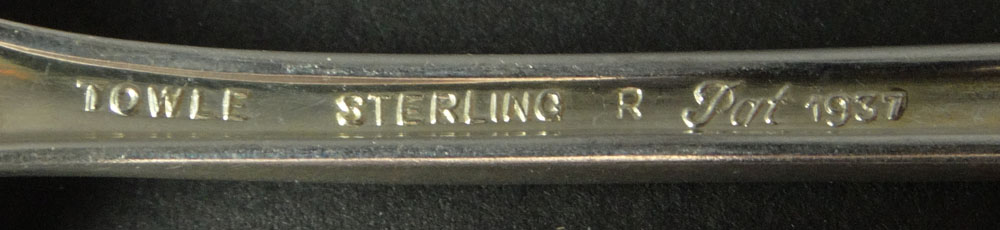 TOWLE STERLING R Pat 1937